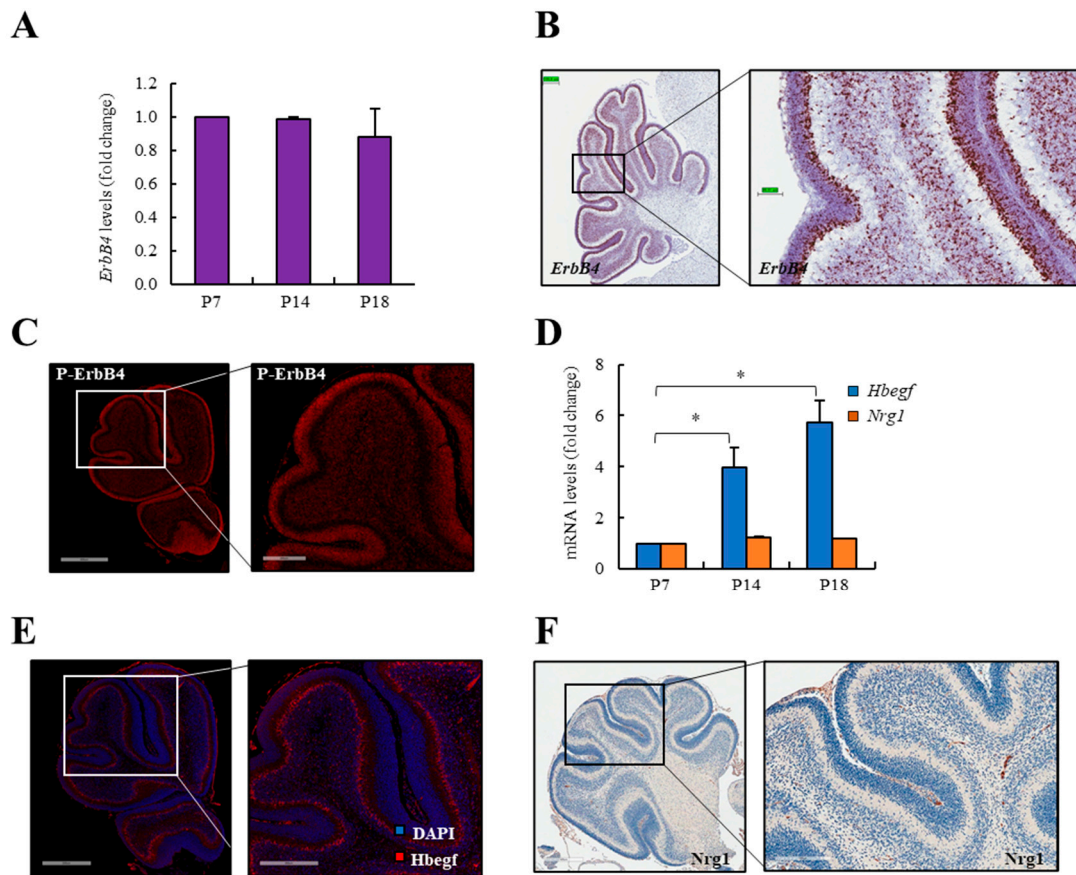 A
B
ErbB4 levels (fold change)
1.2
1.0
0.8
0.6
0.4
0.2
0.0
P7 P14 P18
ErbB4
ErbB4
C
D
P-ErbB4
P-ErbB4
mRNA levels (fold change)
8
6
4
2
0
*
*
Hbegf
Nrg1
P7 P14 P18
E
F
DAPI
Hbegf
Nrg1
Nrg1